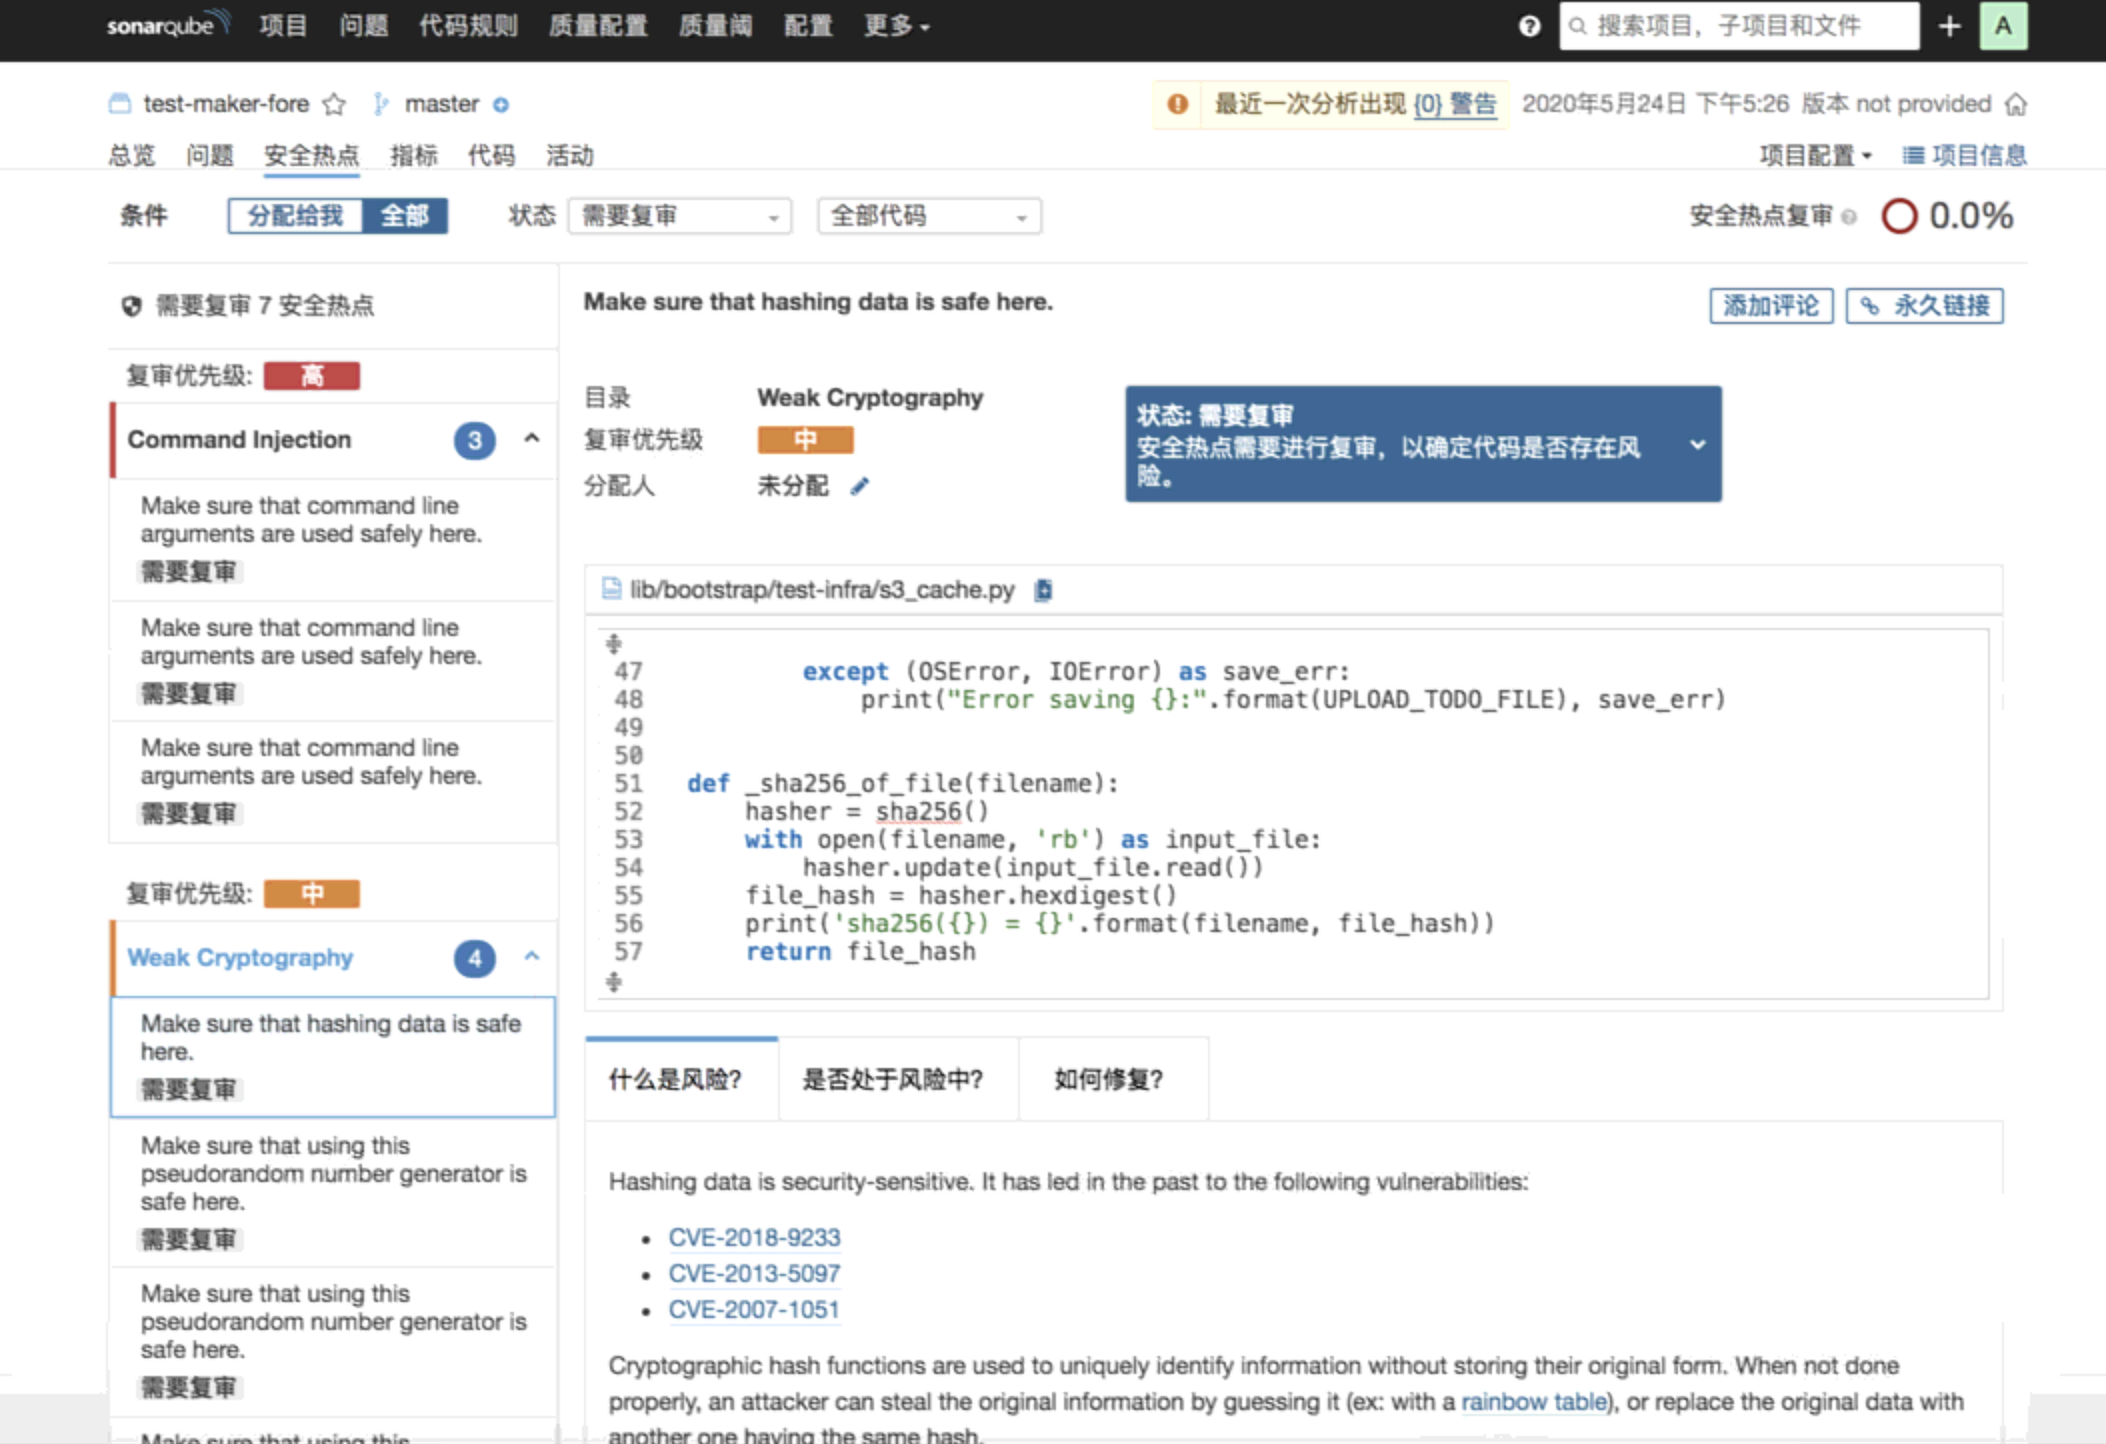 sonarqube 项目 问题 代码规则 质量配置 质量阈 配置 更多 搜索项目，子项目和文件 A
test-maker-fore master 最近一次分析出现 {0} 警告 2020年5月24日 下午5:26 版本 not provided
总览 问题 安全热点 指标 代码 活动 项目配置 项目信息
条件 分配给我 全部 状态 需要复审 全部代码 安全热点复审 0.0%
需要复审 7 安全热点
复审优先级: 高
Command Injection 3
Make sure that command line
arguments are used safely here.
需要复审
Make sure that command line
arguments are used safely here.
需要复审
Make sure that command line
arguments are used safely here.
需要复审
复审优先级: 中
Weak Cryptography 4
Make sure that hashing data is safe
here.
需要复审
Make sure that using this
pseudorandom number generator is
safe here.
需要复审
Make sure that using this
pseudorandom number generator is
safe here.
需要复审
Make sure that using this
Make sure that hashing data is safe here.
添加评论 永久链接
目录 Weak Cryptography
复审优先级 中
分配人 未分配
状态: 需要复审
安全热点需要进行复审，以确定代码是否存在风
险。
lib/bootstrap/test-infra/s3_cache.py
47 except (OSError, IOError) as save_err:
48 print("Error saving {}:".format(UPLOAD_TODO_FILE), save_err)
49
50
51 def _sha256_of_file(filename):
52 hasher = sha256()
53 with open(filename, 'rb') as input_file:
54 hasher.update(input_file.read())
55 file_hash = hasher.hexdigest()
56 print('sha256({}) = {}'.format(filename, file_hash))
57 return file_hash
什么是风险? 是否处于风险中? 如何修复?
Hashing data is security-sensitive. It has led in the past to the following vulnerabilities:
• CVE-2018-9233
• CVE-2013-5097
• CVE-2007-1051
Cryptographic hash functions are used to uniquely identify information without storing their original form. When not done
properly, an attacker can steal the original information by guessing it (ex: with a rainbow table), or replace the original data with
another one having the same hash.